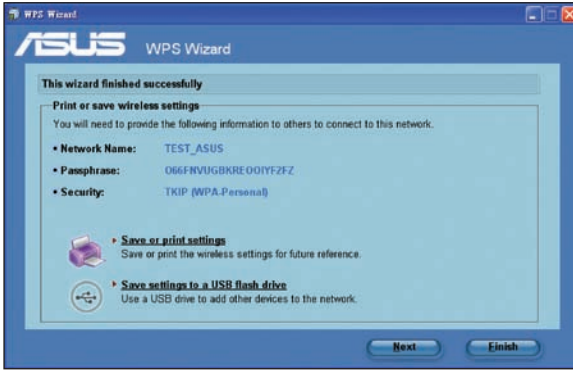 WPS Wizard
ASUS WPS Wizard
This wizard finished successfully
Print or save wireless settings
You will need to provide the following information to others to connect to this network.
• Network Name: TEST_ASUS
• Passphrase: O66FNVUGBKREOOIYF2FZ
• Security: TKIP (WPA-Personal)
Save or print settings
Save or print the wireless settings for future reference.
Save settings to a USB flash drive
Use a USB drive to add other devices to the network.
Next Finish